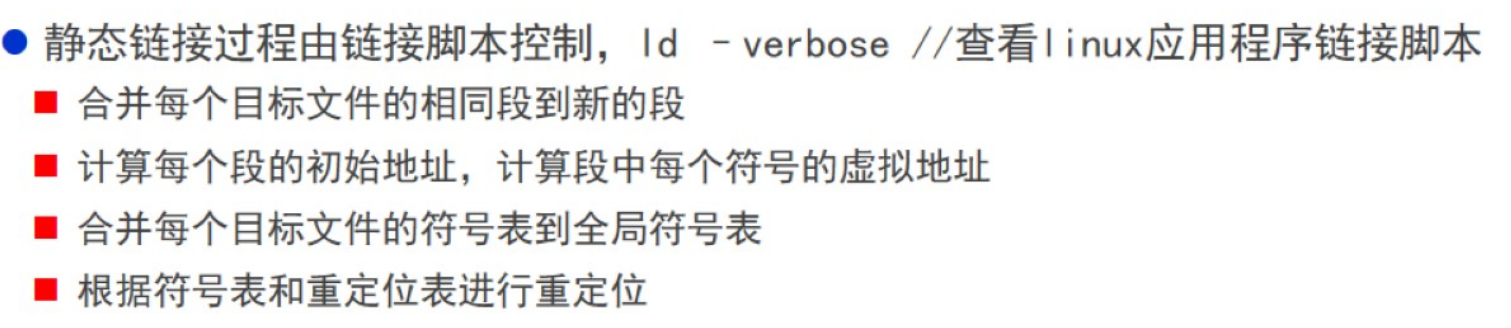 静态链接过程由链接脚本控制，ld –verbose //查看linux应用程序链接脚本
合并每个目标文件的相同段到新的段
计算每个段的初始地址，计算段中每个符号的虚拟地址
合并每个目标文件的符号表到全局符号表
根据符号表和重定位表进行重定位